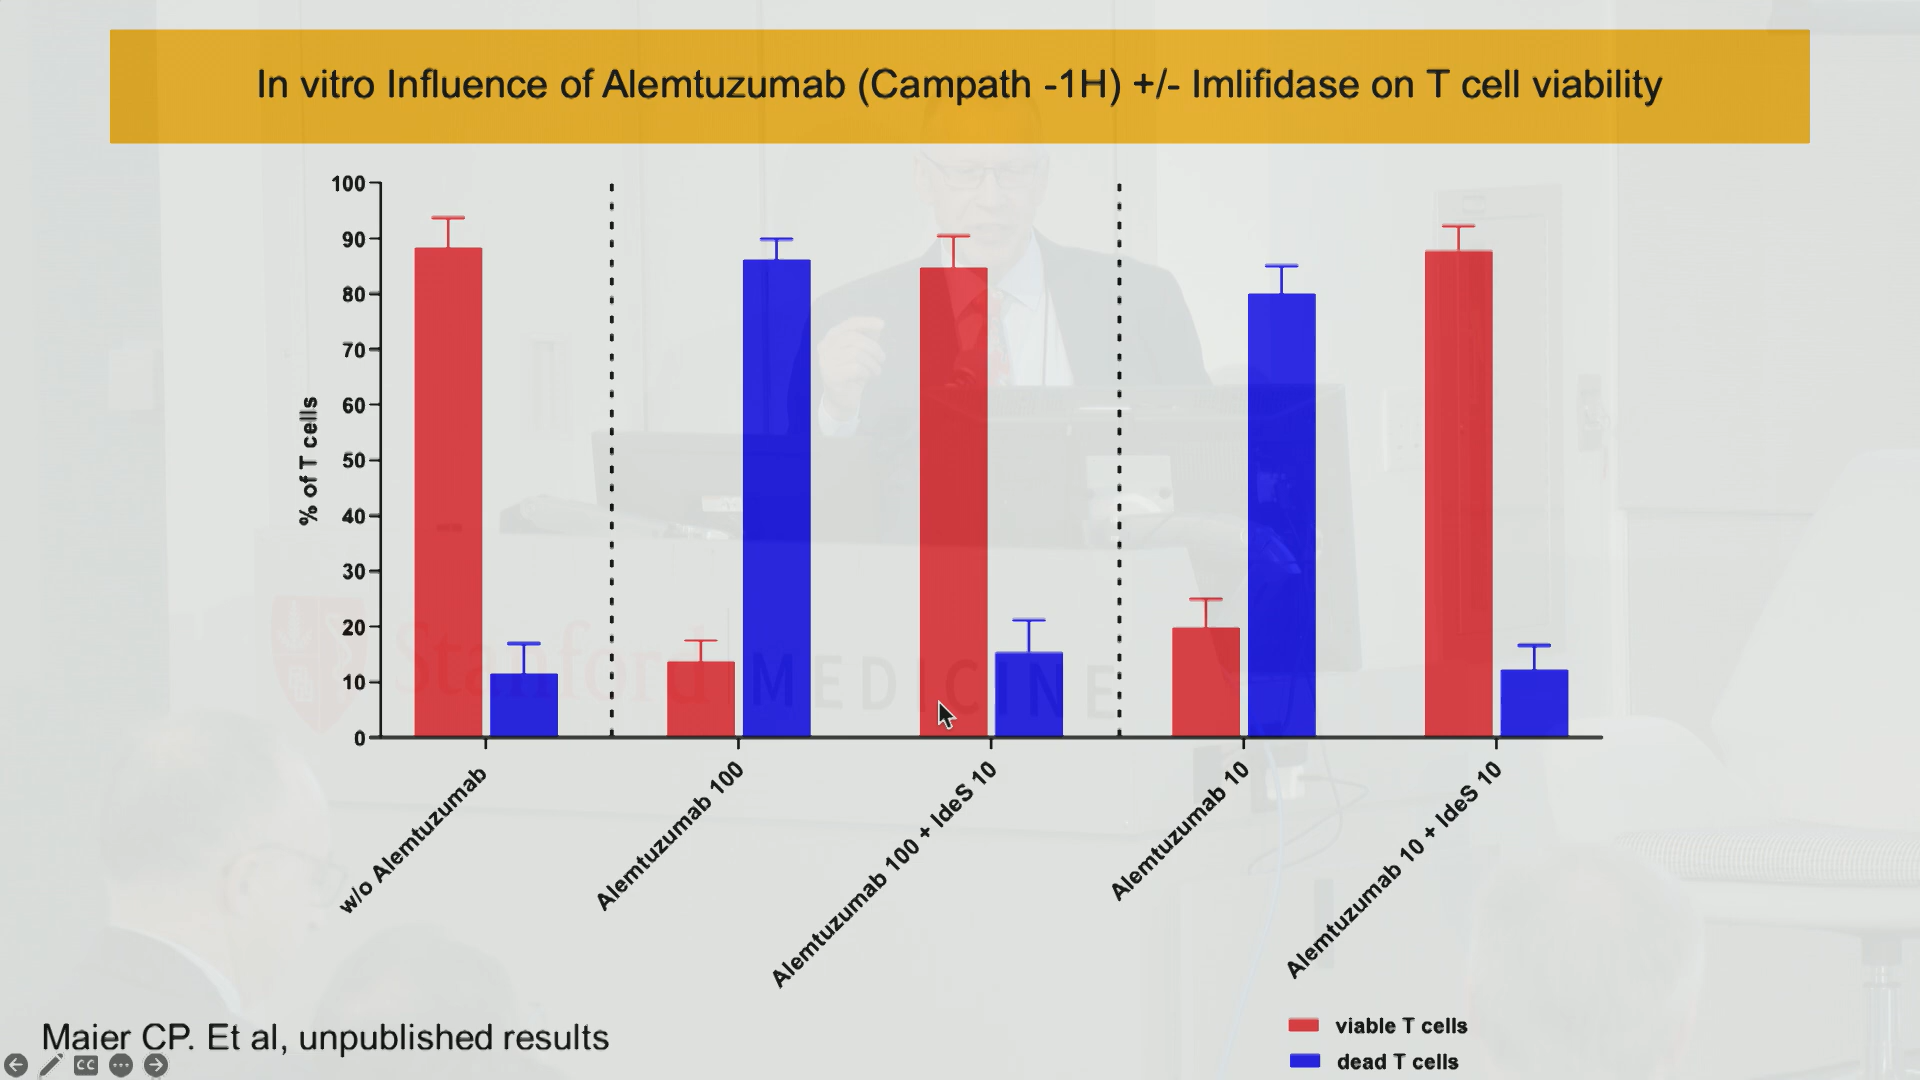 In vitro Influence of Alemtuzumab (Campath -1H) +/- Imlifidase on T cell viability
100
90
80
70
60
50
40
30
20
10
0
% of T cells
w/o Alemtuzumab
Alemtuzumab 100
Alemtuzumab 100 + IdeS 10
Alemtuzumab 10
Alemtuzumab 10 + IdeS 10
Stanford MEDICINE
viable T cells
dead T cells
Maier CP. Et al, unpublished results
CC